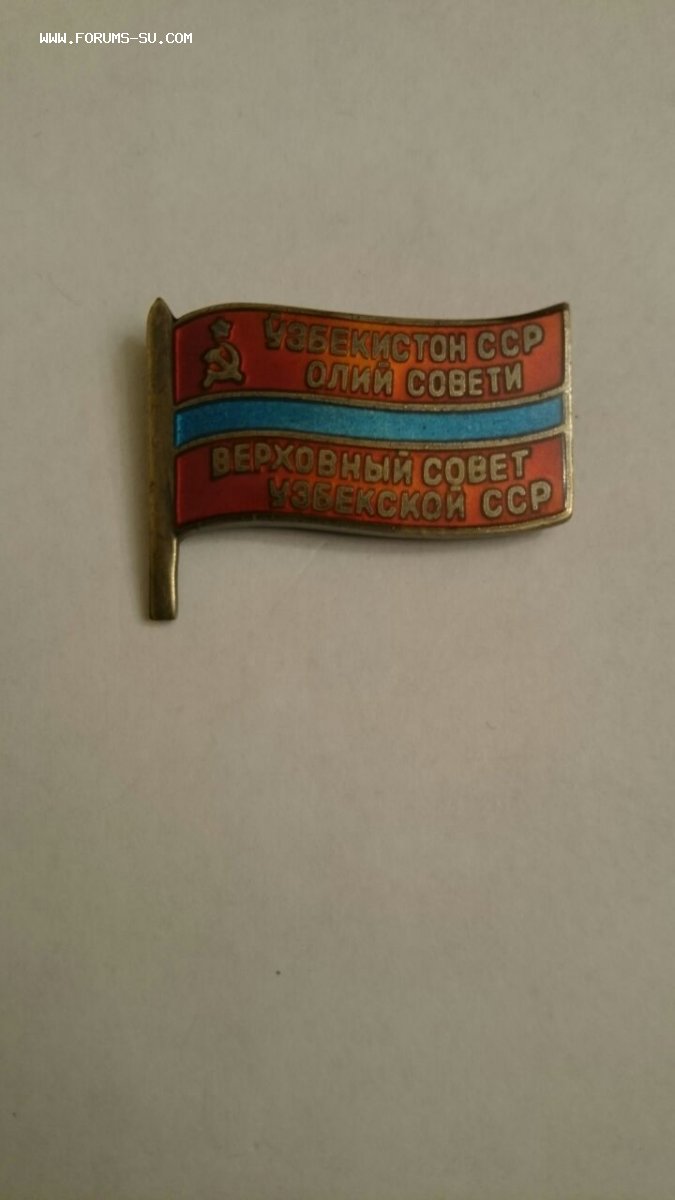 WWW.FORUMS-SU.COM
ЎЗБЕКИСТОН ССР
ОЛИЙ СОВЕТИ
ВЕРХОВНЫЙ СОВЕТ
УЗБЕКСКОЙ ССР